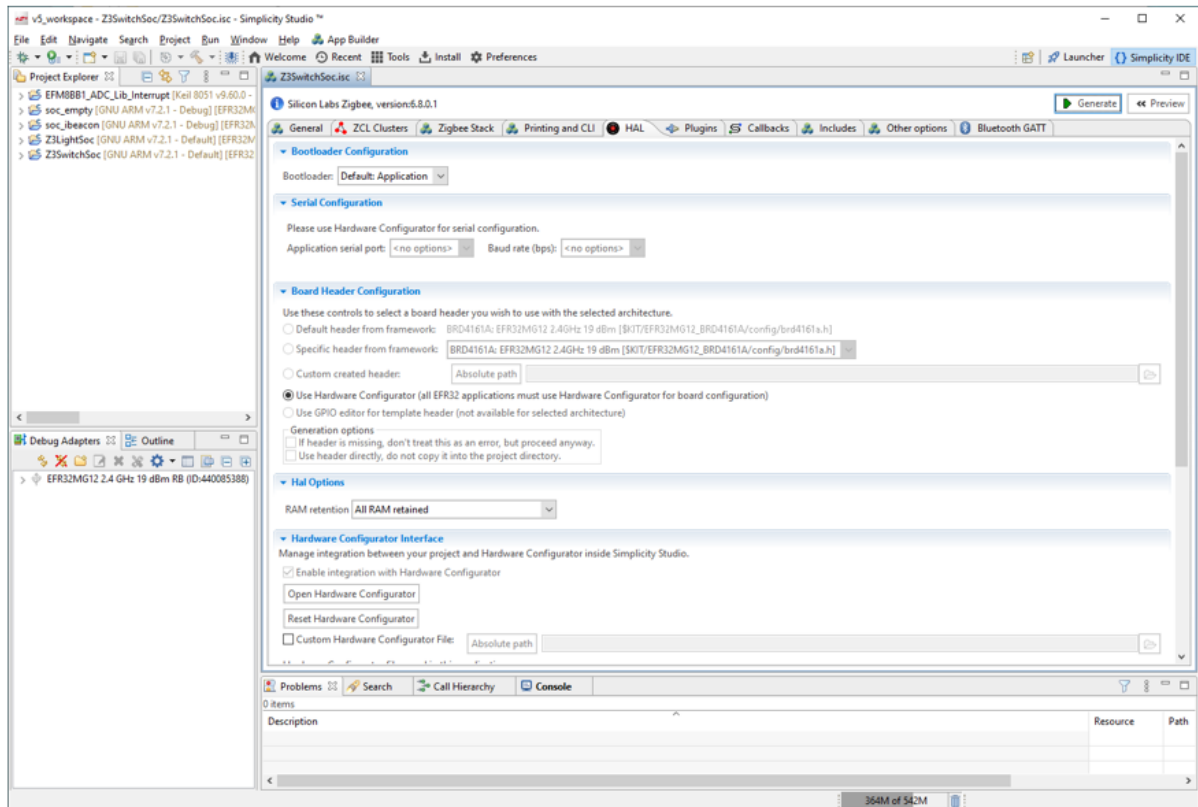 v5_workspace - Z3SwitchSoc/Z3SwitchSoc.isc - Simplicity Studio ™
File Edit Navigate Search Project Run Window Help App Builder
Welcome Recent Tools Install Preferences
Launcher {} Simplicity IDE
Project Explorer
EFM8BB1_ADC_Lib_Interrupt [Keil 8051 v9.60.0 -
soc_empty [GNU ARM v7.2.1 - Debug] [EFR32M
soc_ibeacon [GNU ARM v7.2.1 - Debug] [EFR32M
Z3LightSoc [GNU ARM v7.2.1 - Default] [EFR32M
Z3SwitchSoc [GNU ARM v7.2.1 - Default] [EFR32
Debug Adapters Outline
EFR32MG12 2.4 GHz 19 dBm RB (ID:440085388)
Z3SwitchSoc.isc
Silicon Labs Zigbee, version:6.8.0.1
Generate Preview
General ZCL Clusters Zigbee Stack Printing and CLI HAL Plugins Callbacks Includes Other options Bluetooth GATT
Bootloader Configuration
Bootloader: Default: Application
Serial Configuration
Please use Hardware Configurator for serial configuration.
Application serial port: <no options> Baud rate (bps): <no options>
Board Header Configuration
Use these controls to select a board header you wish to use with the selected architecture.
Default header from framework: BRD4161A: EFR32MG12 2.4GHz 19 dBm [$KIT/EFR32MG12_BRD4161A/config/brd4161a.h]
Specific header from framework: BRD4161A: EFR32MG12 2.4GHz 19 dBm [$KIT/EFR32MG12_BRD4161A/config/brd4161a.h]
Custom created header: Absolute path
Use Hardware Configurator (all EFR32 applications must use Hardware Configurator for board configuration)
Use GPIO editor for template header (not available for selected architecture)
Generation options
If header is missing, don't treat this as an error, but proceed anyway.
Use header directly, do not copy it into the project directory.
Hal Options
RAM retention All RAM retained
Hardware Configurator Interface
Manage integration between your project and Hardware Configurator inside Simplicity Studio.
Enable integration with Hardware Configurator
Open Hardware Configurator
Reset Hardware Configurator
Custom Hardware Configurator File: Absolute path
Problems Search Call Hierarchy Console
0 items
Description Resource Path
364M of 542M